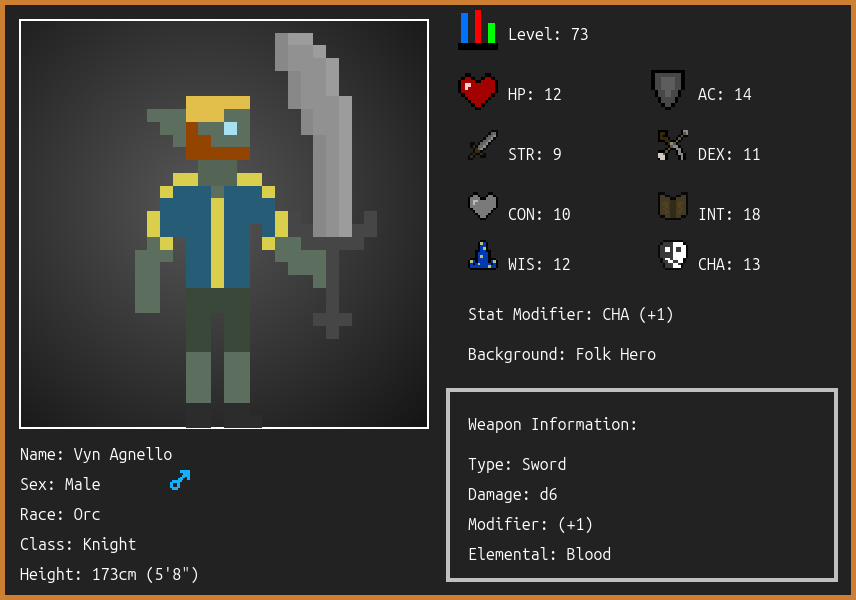 Level: 73
HP: 12
AC: 14
STR: 9
DEX: 11
CON: 10
INT: 18
WIS: 12
CHA: 13
Stat Modifier: CHA (+1)
Background: Folk Hero
Weapon Information:
Type: Sword
Damage: d6
Modifier: (+1)
Elemental: Blood
Name: Vyn Agnello
Sex: Male
Race: Orc
Class: Knight
Height: 173cm (5'8")